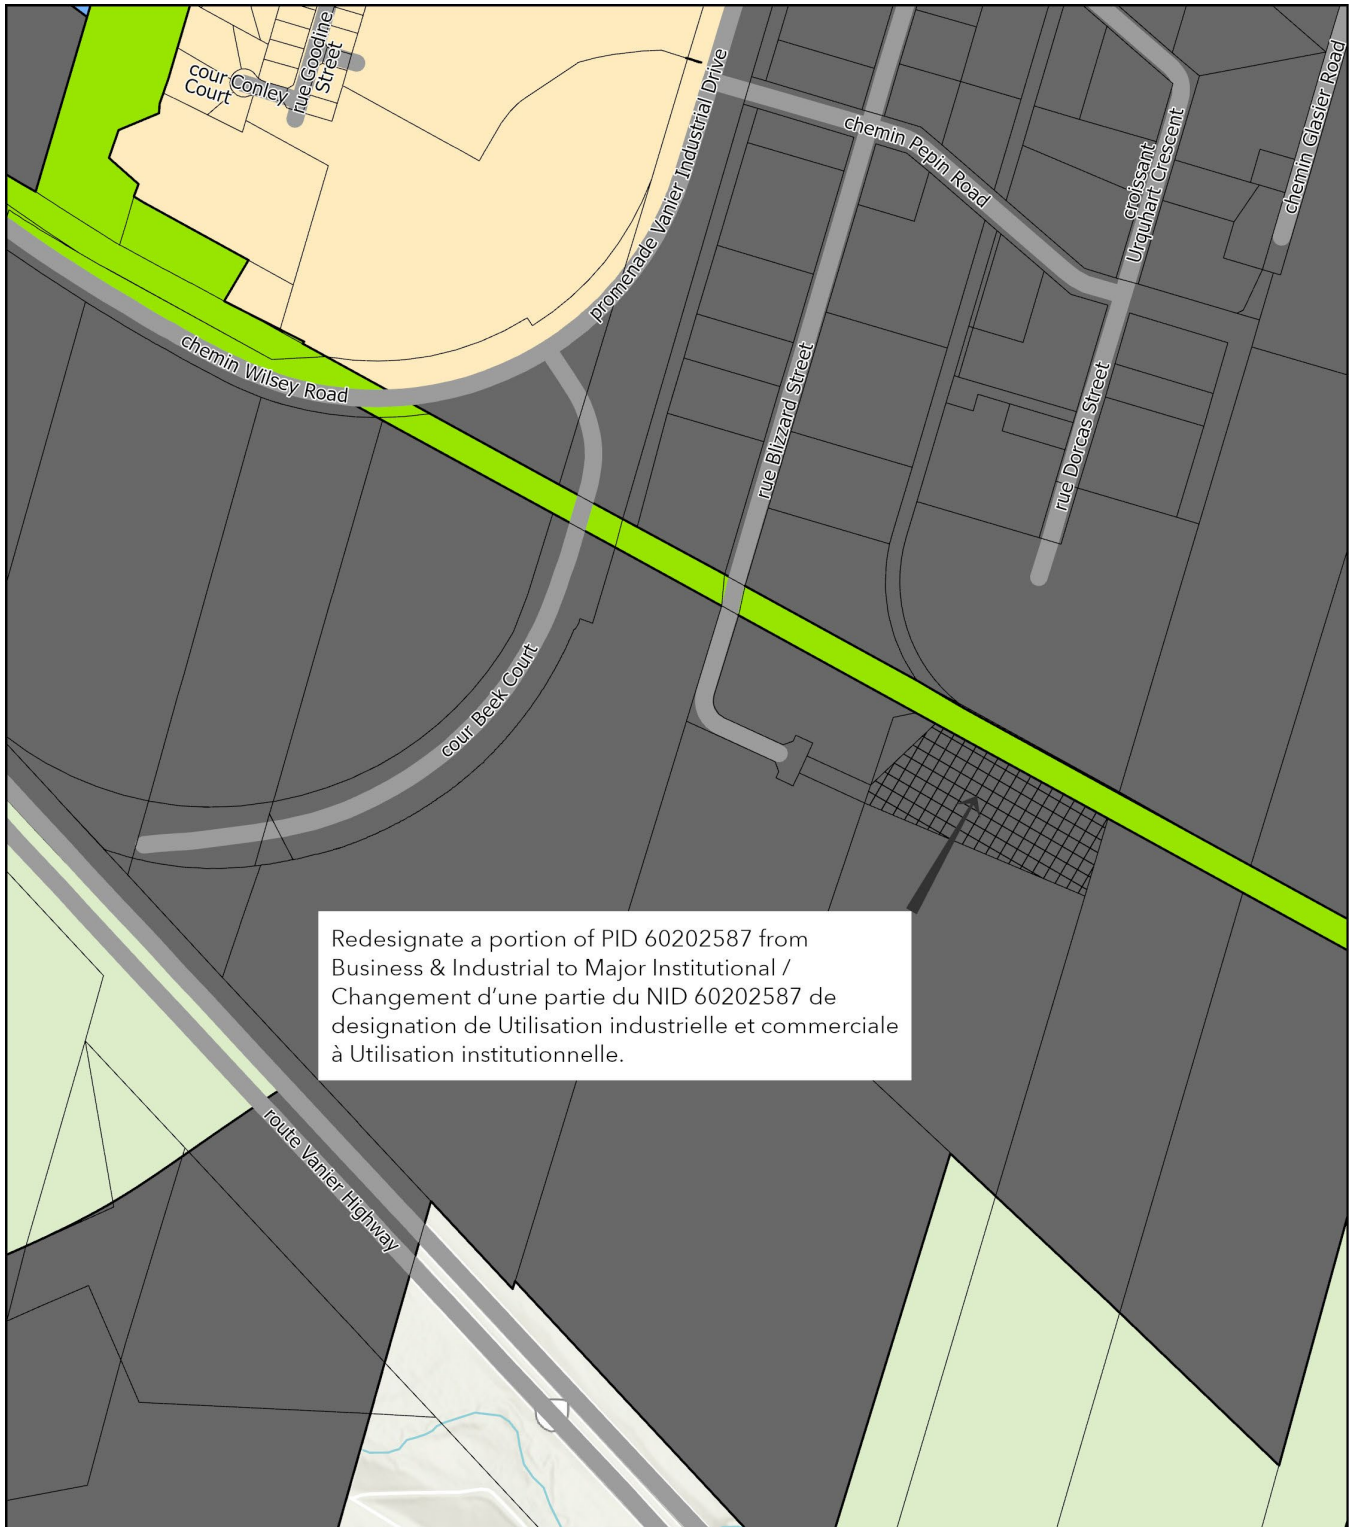 cour Conley
Court
rue Goodine
Street
promenade Vanier Industrial Drive
chemin Pepin Road
croissant
Urquhart Crescent
chemin Glasier Road
chemin Wilsey Road
rue Blizzard Street
rue Dorcas Street
cour Beek Court
Redesignate a portion of PID 60202587 from
Business & Industrial to Major Institutional /
Changement d’une partie du NID 60202587 de
designation de Utilisation industrielle et commerciale
à Utilisation institutionnelle.
route Vanier Highway